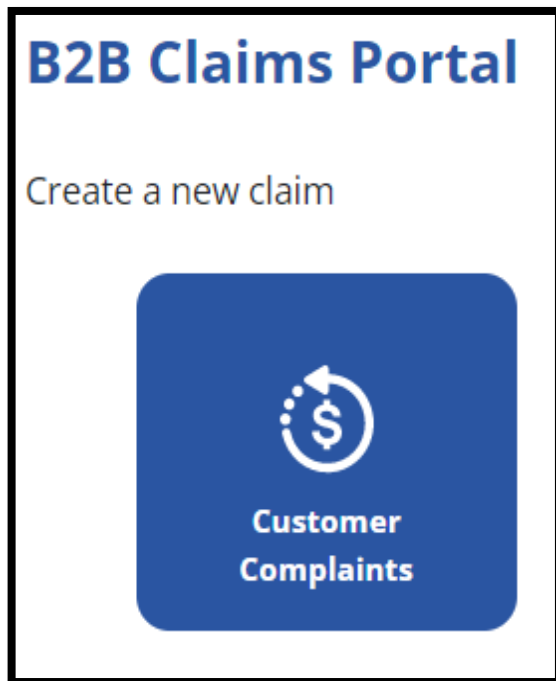 B2B Claims Portal
Create a new claim
$
Customer
Complaints